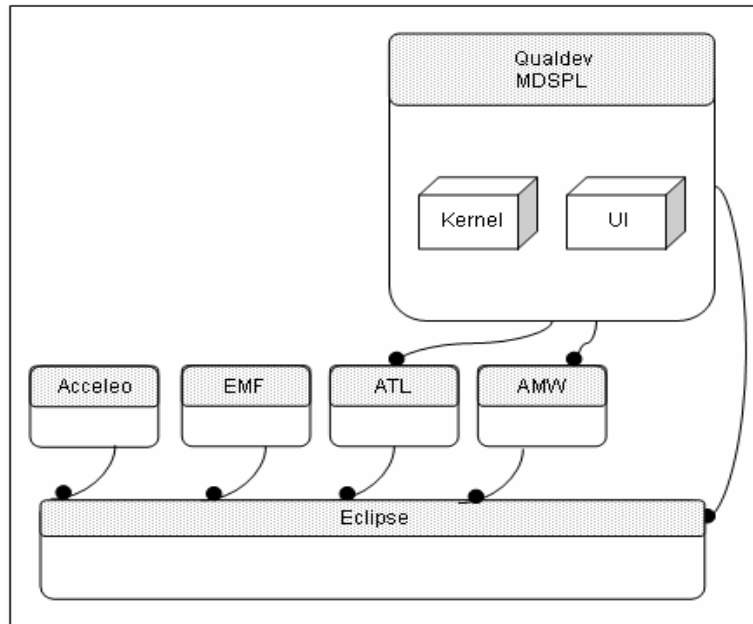 Qualdev
MDSPL
Kernel
UI
Acceleo
EMF
ATL
AMW
Eclipse